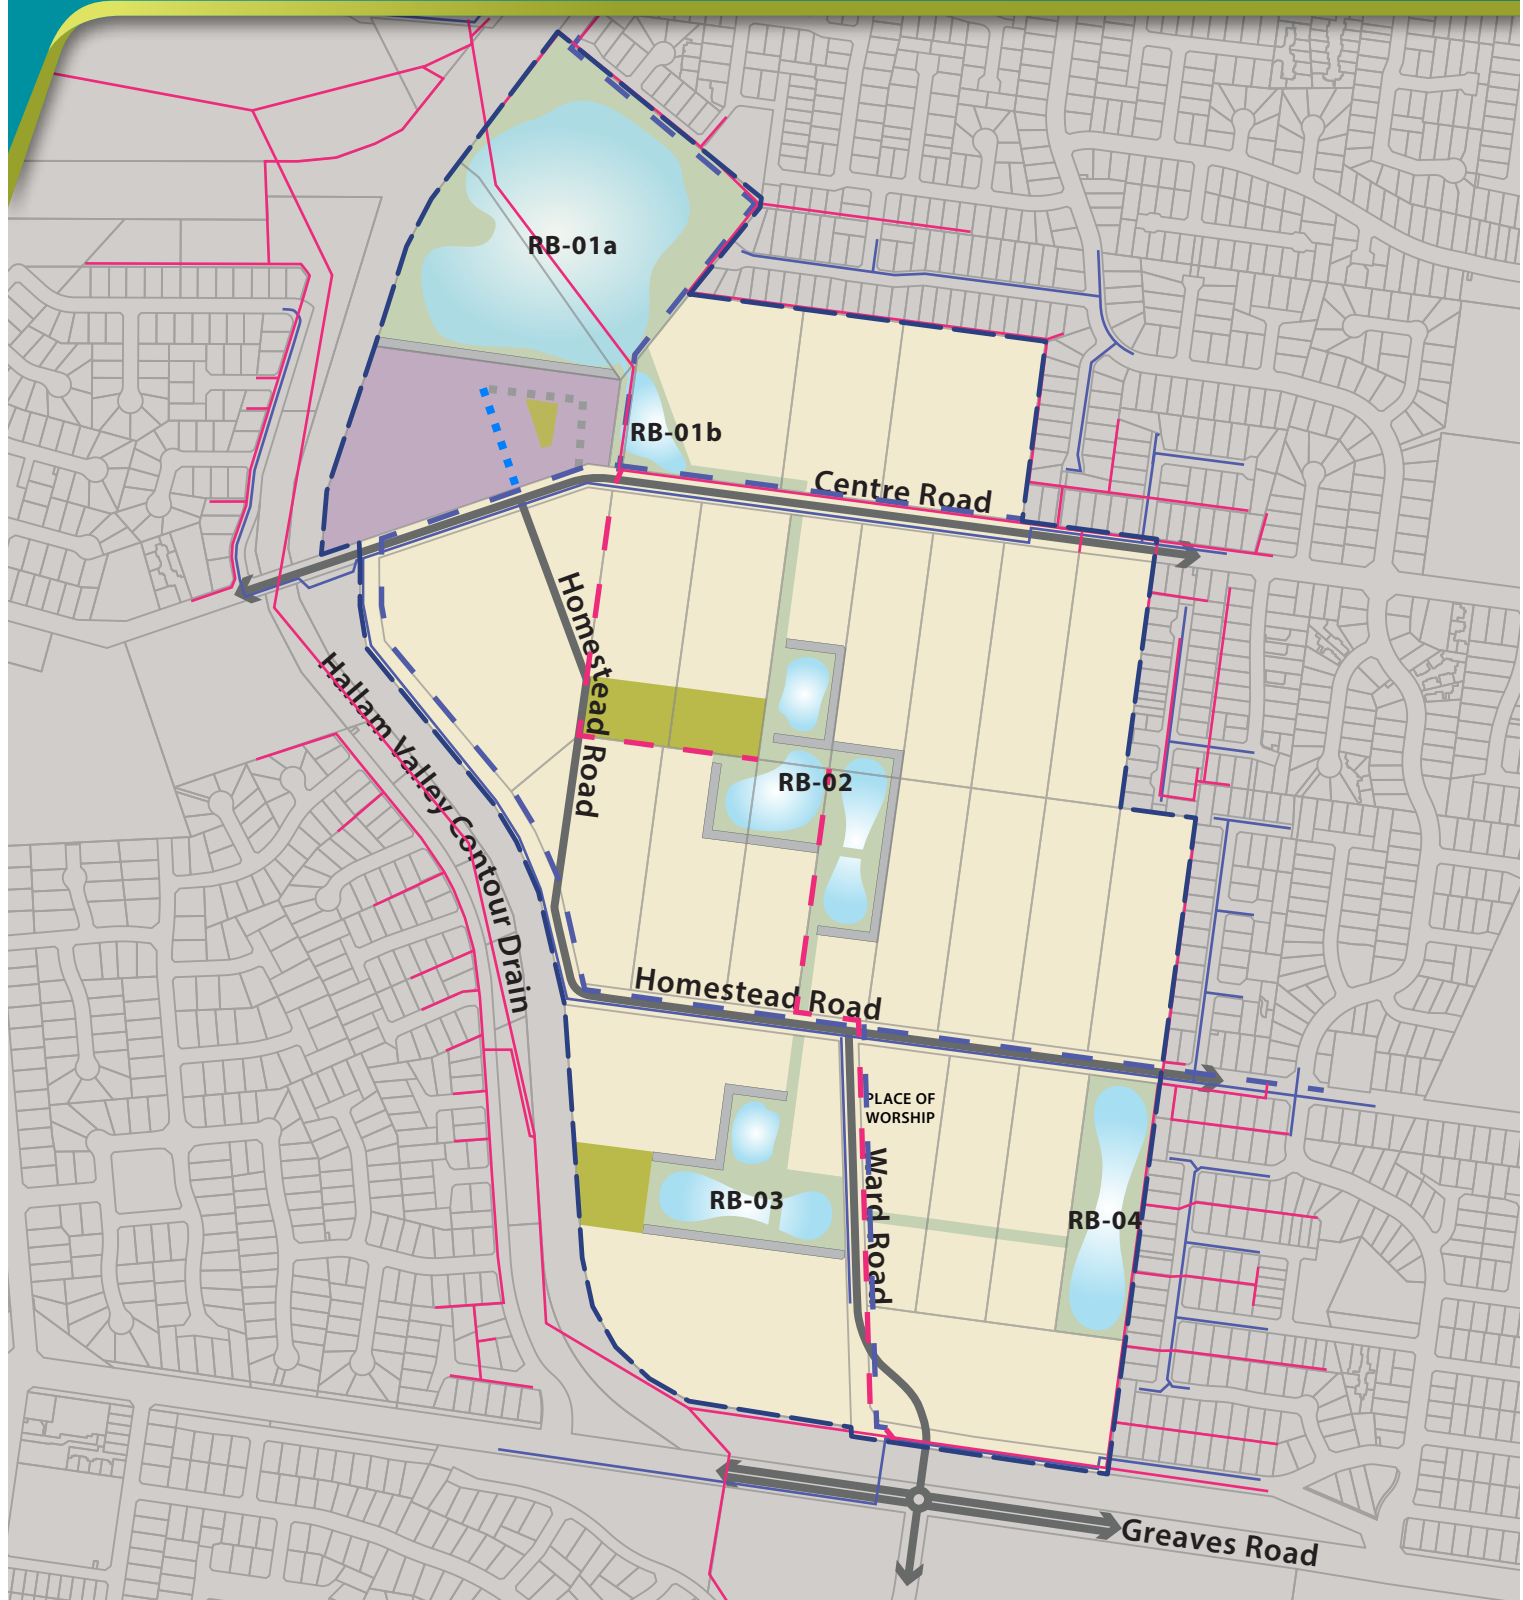 RB-01a
RB-01b
Centre Road
Homestead Road
Hallam Valley Contour Drain
RB-02
Homestead Road
PLACE OF
WORSHIP
Ward Road
RB-03
RB-04
Greaves Road